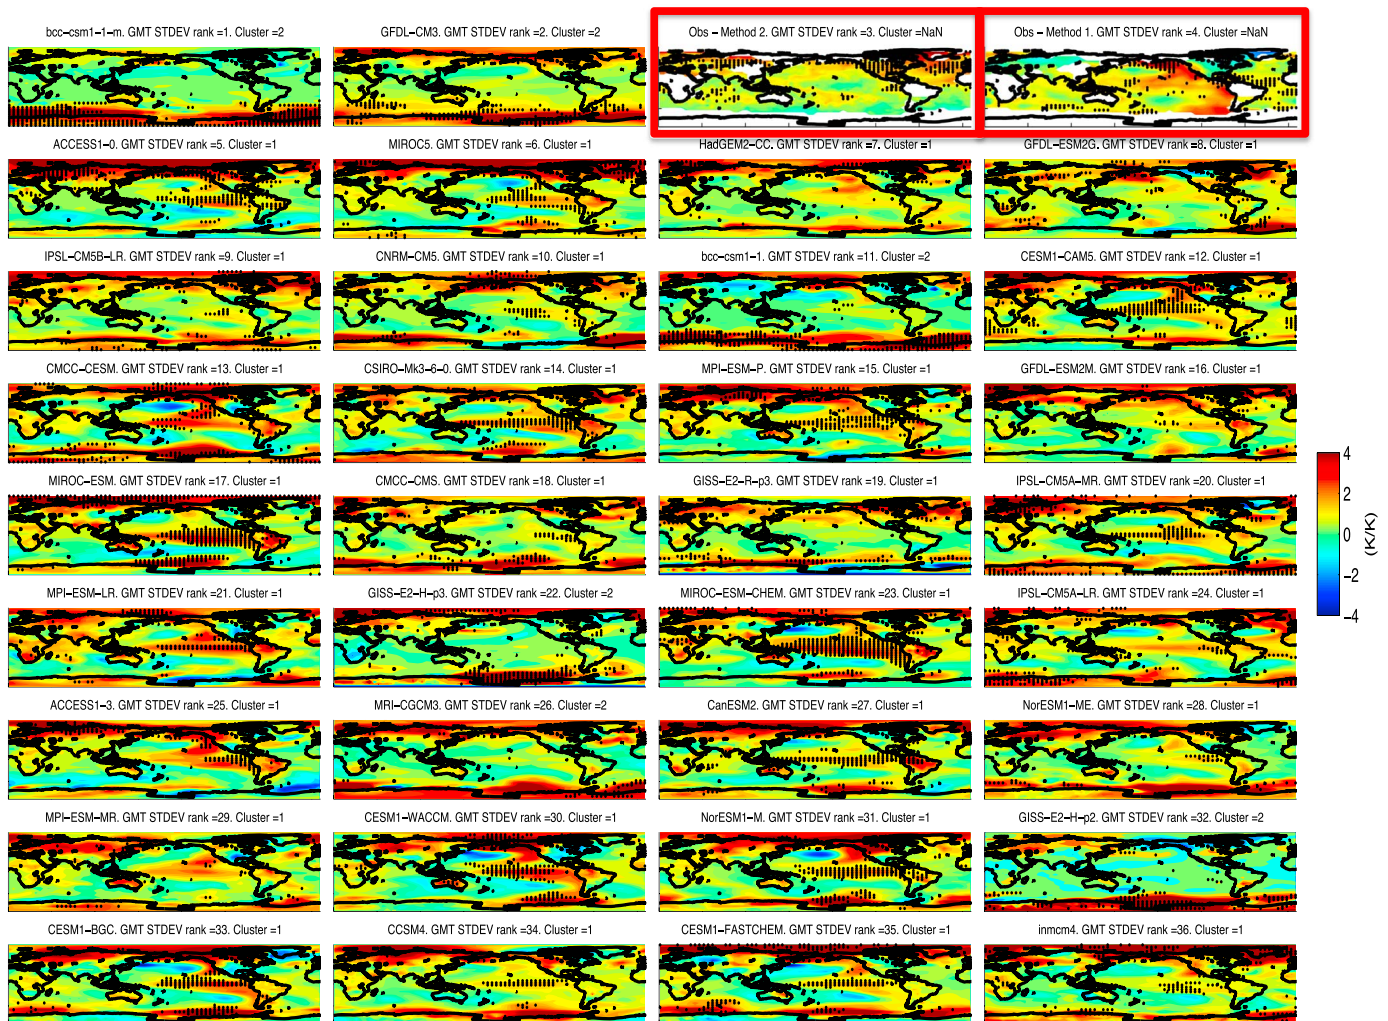 bcc-csm1-1-m. GMT STDEV rank =1. Cluster =2
GFDL-CM3. GMT STDEV rank =2. Cluster =2
Obs - Method 2. GMT STDEV rank =3. Cluster =NaN
Obs - Method 1. GMT STDEV rank =4. Cluster =NaN
ACCESS1-0. GMT STDEV rank =5. Cluster =1
MIROC5. GMT STDEV rank =6. Cluster =1
HadGEM2-CC. GMT STDEV rank =7. Cluster =1
GFDL-ESM2G. GMT STDEV rank =8. Cluster =1
IPSL-CM5B-LR. GMT STDEV rank =9. Cluster =1
CNRM-CM5. GMT STDEV rank =10. Cluster =1
bcc-csm1-1. GMT STDEV rank =11. Cluster =2
CESM1-CAM5. GMT STDEV rank =12. Cluster =1
CMCC-CESM. GMT STDEV rank =13. Cluster =1
CSIRO-Mk3-6-0. GMT STDEV rank =14. Cluster =1
MPI-ESM-P. GMT STDEV rank =15. Cluster =1
GFDL-ESM2M. GMT STDEV rank =16. Cluster =1
MIROC-ESM. GMT STDEV rank =17. Cluster =1
CMCC-CMS. GMT STDEV rank =18. Cluster =1
GISS-E2-R-p3. GMT STDEV rank =19. Cluster =1
IPSL-CM5A-MR. GMT STDEV rank =20. Cluster =1
MPI-ESM-LR. GMT STDEV rank =21. Cluster =1
GISS-E2-H-p3. GMT STDEV rank =22. Cluster =2
MIROC-ESM-CHEM. GMT STDEV rank =23. Cluster =1
IPSL-CM5A-LR. GMT STDEV rank =24. Cluster =1
ACCESS1-3. GMT STDEV rank =25. Cluster =1
MRI-CGCM3. GMT STDEV rank =26. Cluster =2
CanESM2. GMT STDEV rank =27. Cluster =1
NorESM1-ME. GMT STDEV rank =28. Cluster =1
MPI-ESM-MR. GMT STDEV rank =29. Cluster =1
CESM1-WACCM. GMT STDEV rank =30. Cluster =1
NorESM1-M. GMT STDEV rank =31. Cluster =1
GISS-E2-H-p2. GMT STDEV rank =32. Cluster =2
CESM1-BGC. GMT STDEV rank =33. Cluster =1
CCSM4. GMT STDEV rank =34. Cluster =1
CESM1-FASTCHEM. GMT STDEV rank =35. Cluster =1
inmcm4. GMT STDEV rank =36. Cluster =1
4
2
0
-2
-4
(K/K)